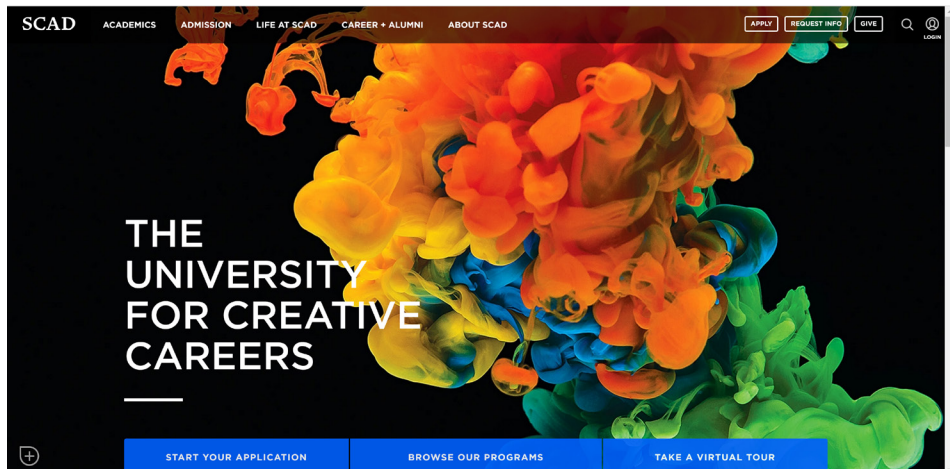 SCAD
ACADEMICS
ADMISSION
LIFE AT SCAD
CAREER + ALUMNI
ABOUT SCAD
APPLY
REQUEST INFO
GIVE
LOGIN
THE
UNIVERSITY
FOR CREATIVE
CAREERS
START YOUR APPLICATION
BROWSE OUR PROGRAMS
TAKE A VIRTUAL TOUR